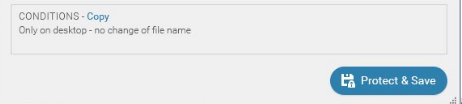 CONDITIONS - Copy
Only on desktop - no change of file name
Protect & Save